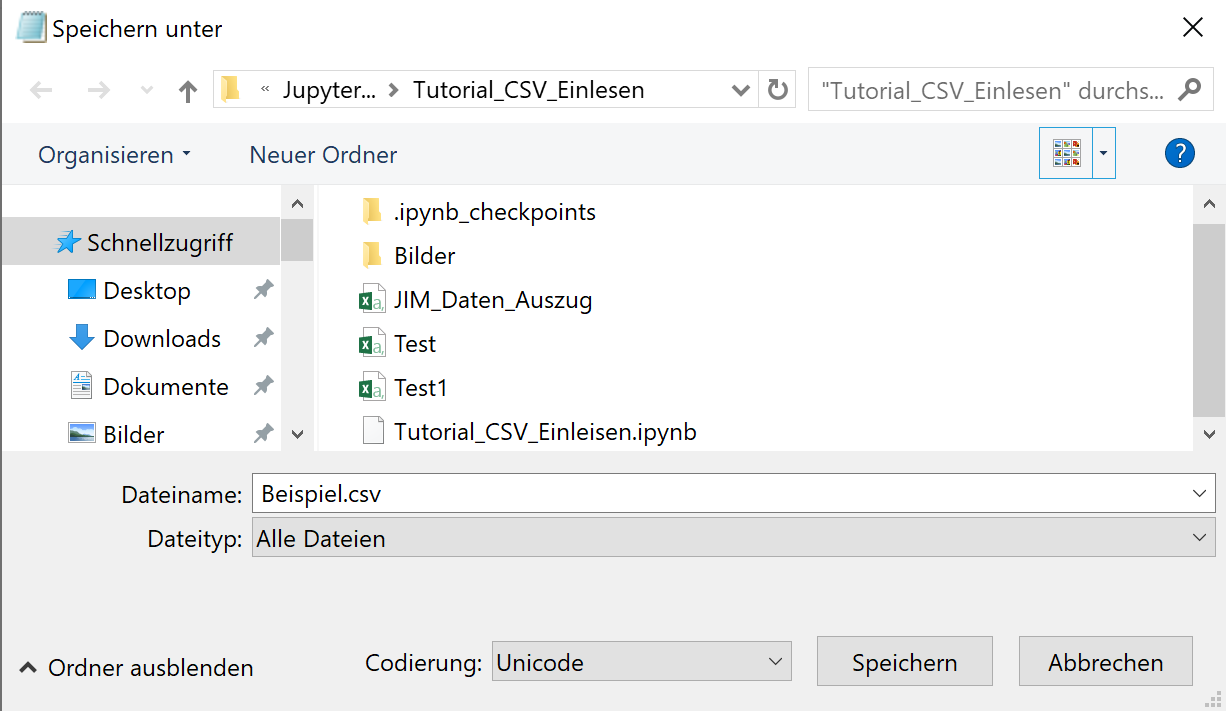 Speichern unter
« Jupyter... > Tutorial_CSV_Einlesen
"Tutorial_CSV_Einlesen" durchs...
Organisieren
Neuer Ordner
?
Schnellzugriff
Desktop
Downloads
Dokumente
Bilder
.ipynb_checkpoints
Bilder
JIM_Daten_Auszug
Test
Test1
Tutorial_CSV_Einleisen.ipynb
Dateiname: Beispiel.csv
Dateityp: Alle Dateien
Ordner ausblenden
Codierung: Unicode
Speichern
Abbrechen